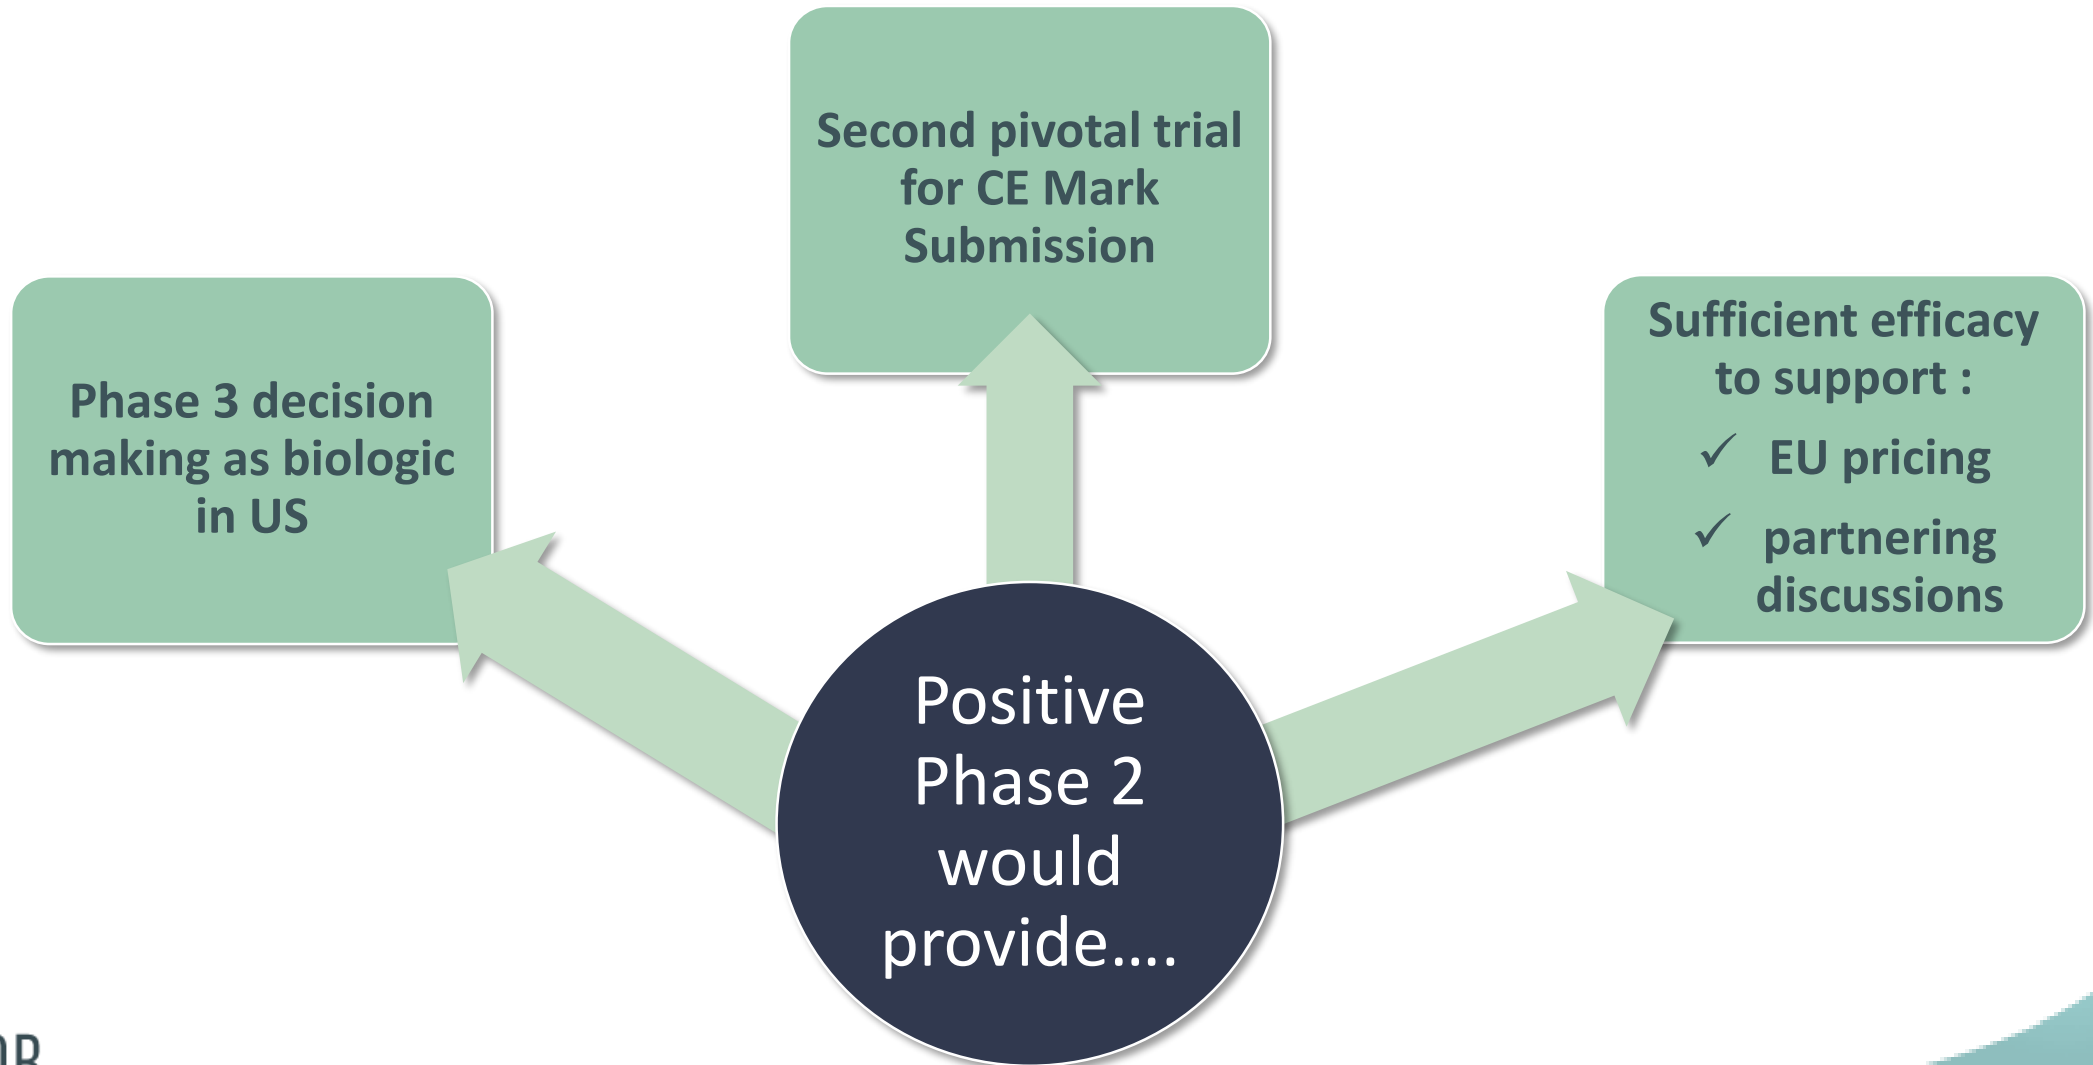 Second pivotal trial
for CE Mark
Submission
Phase 3 decision
making as biologic
in US
Sufficient efficacy
to support :
✓ EU pricing
✓ partnering
discussions
Positive
Phase 2
would
provide....